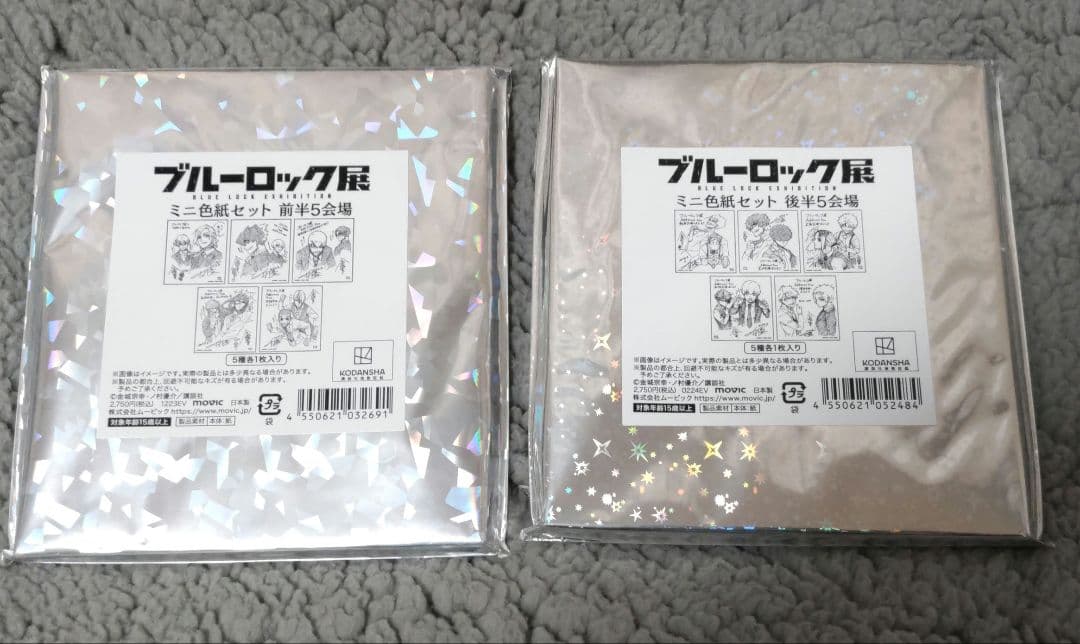 ブルーロック展
BLUE LOCK EXHIBITION
ミニ色紙セット 前半5会場
5種各1枚入り
※画像はイメージです。実際の製品とは多少異なる場合があります。
※製品の都合上、回避不可能なキズが有る場合があります。
予めご了承ください。
KODANSHA
©金城宗幸・ノ村優介/講談社
2,750円(税込) 1223EV movic 日本製
株式会社ムービック https://www.movic.jp/
対象年齢15歳以上 製品素材 本体:紙
プラ
袋
4 550621 032691
ブルーロック展
BLUE LOCK EXHIBITION
ミニ色紙セット 後半5会場
5種各1枚入り
※画像はイメージです。実際の製品とは多少異なる場合があります。
※製品の都合上、回避不可能なキズが有る場合があります。
予めご了承ください。
KODANSHA
©金城宗幸・ノ村優介/講談社
2,750円(税込) 0224EV movic 日本製
株式会社ムービック https://www.movic.jp/
対象年齢15歳以上 製品素材 本体:紙
プラ
袋
4 550621 052484